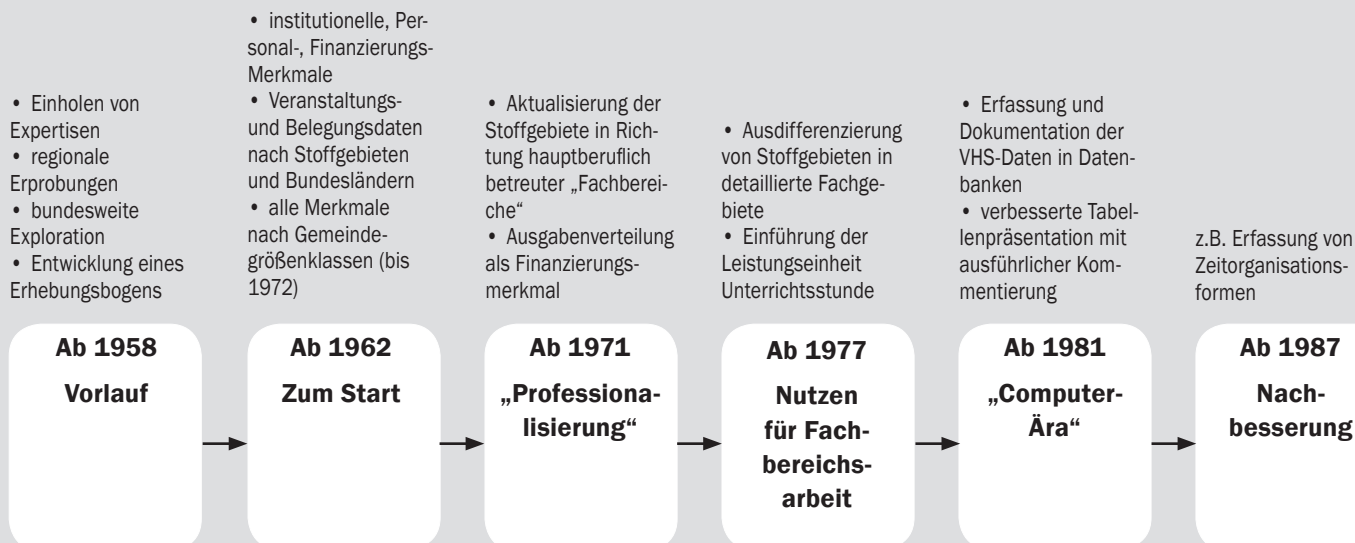 • Einholen von
Expertisen
• regionale
Erprobungen
• bundesweite
Exploration
• Entwicklung eines
Erhebungsbogens
Ab 1958
Vorlauf
• institutionelle, Per-
sonal-, Finanzierungs-
Merkmale
• Veranstaltungs-
und Belegungsdaten
nach Stoffgebieten
und Bundesländern
• alle Merkmale
nach Gemeinde-
größenklassen (bis
1972)
Ab 1962
Zum Start
• Aktualisierung der
Stoffgebiete in Rich-
tung hauptberuflich
betreuter „Fachberei-
che“
• Ausgabenverteilung
als Finanzierungs-
merkmal
Ab 1971
„Professiona-
lisierung“
• Ausdifferenzierung
von Stoffgebieten in
detaillierte Fachge-
biete
• Einführung der
Leistungseinheit
Unterrichtsstunde
Ab 1977
Nutzen
für Fach-
bereichs-
arbeit
• Erfassung und
Dokumentation der
VHS-Daten in Daten-
banken
• verbesserte Tabel-
lenpräsentation mit
ausführlicher Kom-
mentierung
Ab 1981
„Computer-
Ära“
z.B. Erfassung von
Zeitorganisations-
formen
Ab 1987
Nach-
besserung